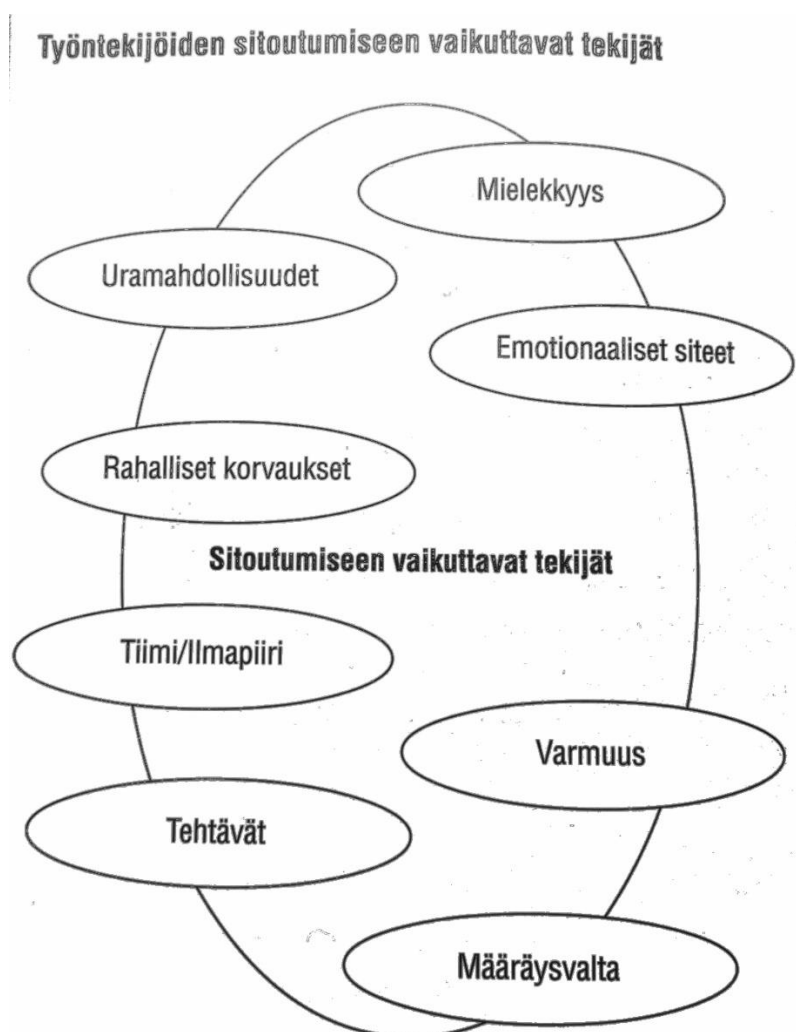 Työntekijöiden sitoutumiseen vaikuttavat tekijät
Mielekkyys
Uramahdollisuudet
Emotionaaliset siteet
Rahalliset korvaukset
Sitoutumiseen vaikuttavat tekijät
Tiimi/Ilmapiiri
Varmuus
Tehtävät
Määräysvalta